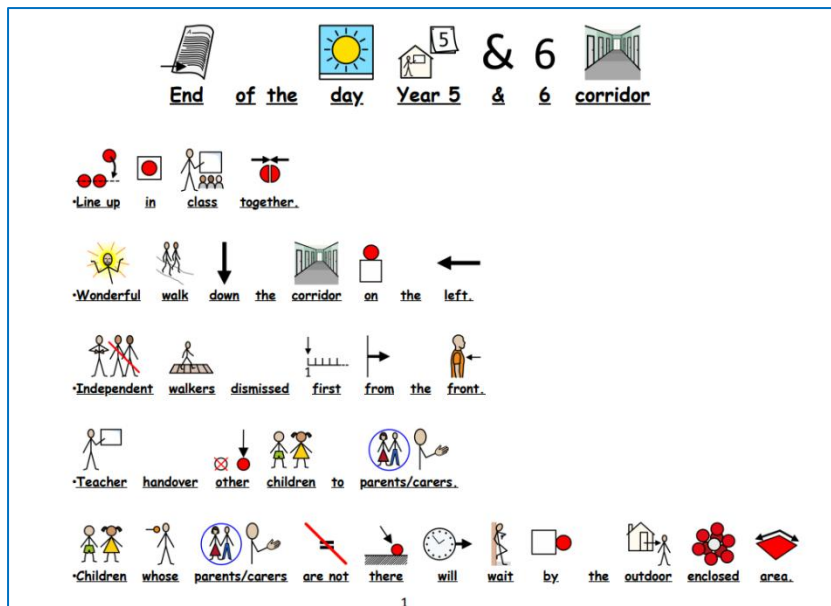 5 & 6
End of the day Year 5 & 6 corridor
•Line up in class together.
•Wonderful walk down the corridor on the left.
1
•Independent walkers dismissed first from the front.
•Teacher handover other children to parents/carers.
•Children whose parents/carers are not there will wait by the outdoor enclosed area.
1